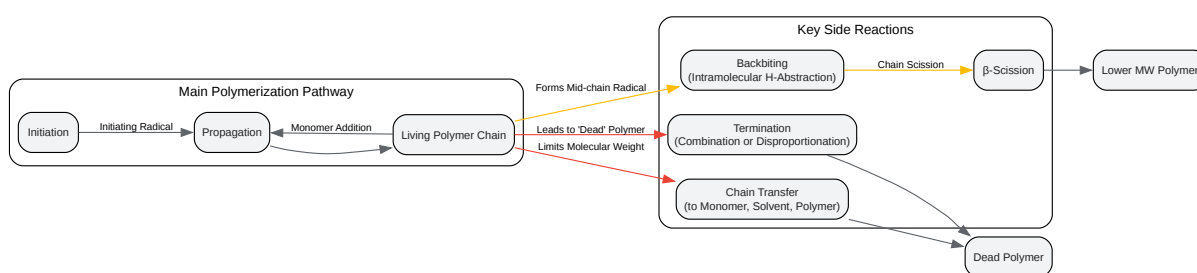 Main Polymerization Pathway
Initiation
Initiating Radical
Propagation
Monomer Addition
Living Polymer Chain
Forms Mid-chain Radical
Leads to 'Dead' Polymer
Limits Molecular Weight
Key Side Reactions
Backbiting
(Intramolecular H-Abstraction)
Chain Scission
β-Scission
Lower MW Polymer
Termination
(Combination or Disproportionation)
Chain Transfer
(to Monomer, Solvent, Polymer)
Dead Polymer